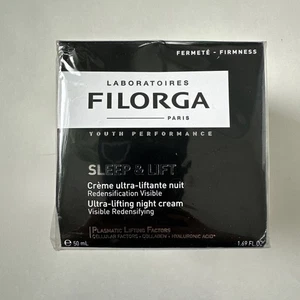 FERMETÉ - FIRMNESS
LABORATOIRES
FILORGA
PARIS
YOUTH PERFORMANCE
SLEEP & LIFT
Crème ultra-liftante nuit
Redensification Visible
Ultra-lifting night cream
Visible Redensifying
PLASMATIC LIFTING FACTORS
CELLULAR FACTORS - COLLAGEN - HYALURONIC ACID*
50 mL
1.69 FL.OZ